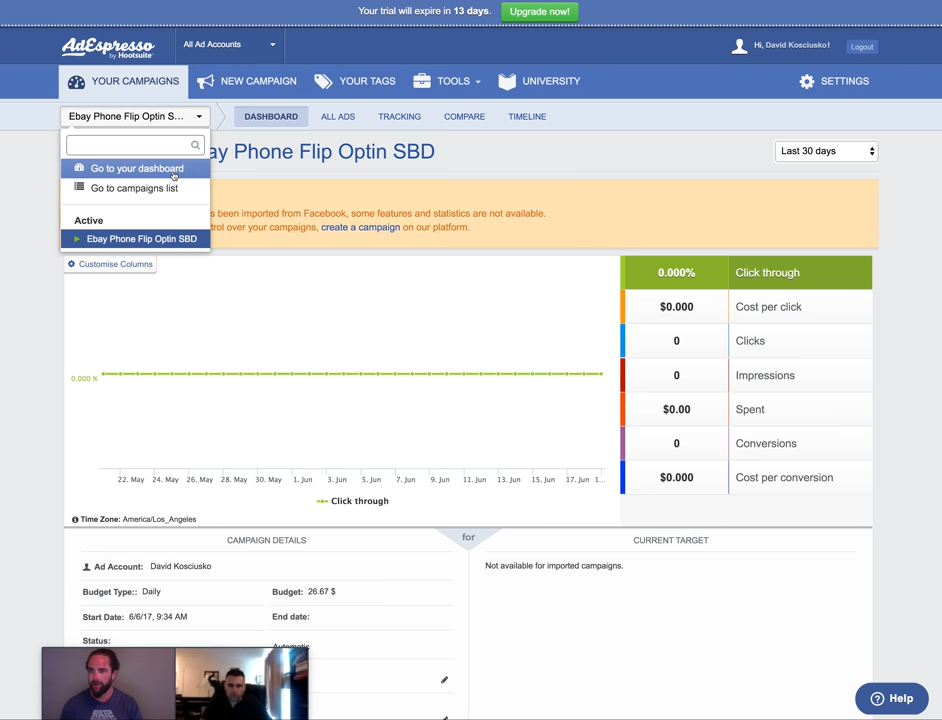 Your trial will expire in 13 days. Upgrade now!
AdEspresso
by Hootsuite
All Ad Accounts
Hi, David Kosciusko!
Logout
YOUR CAMPAIGNS
NEW CAMPAIGN
YOUR TAGS
TOOLS
UNIVERSITY
SETTINGS
Ebay Phone Flip Optin S...
DASHBOARD
ALL ADS
TRACKING
COMPARE
TIMELINE
ay Phone Flip Optin SBD
Last 30 days
Go to your dashboard
Go to campaigns list
Active
Ebay Phone Flip Optin SBD
s been imported from Facebook, some features and statistics are not available.
trol over your campaigns, create a campaign on our platform.
Customise Columns
0.000 %
22. May 24. May 26. May 28. May 30. May 1. Jun 3. Jun 5. Jun 7. Jun 9. Jun 11. Jun 13. Jun 15. Jun 17. Jun 1...
Click through
Time Zone: America/Los_Angeles
0.000% Click through
$0.000 Cost per click
0 Clicks
0 Impressions
$0.00 Spent
0 Conversions
$0.000 Cost per conversion
CAMPAIGN DETAILS
for
CURRENT TARGET
Ad Account: David Kosciusko
Not available for imported campaigns.
Budget Type:: Daily
Budget: 26.67 $
Start Date: 6/6/17, 9:34 AM
End date:
Status:
Automatic
Help